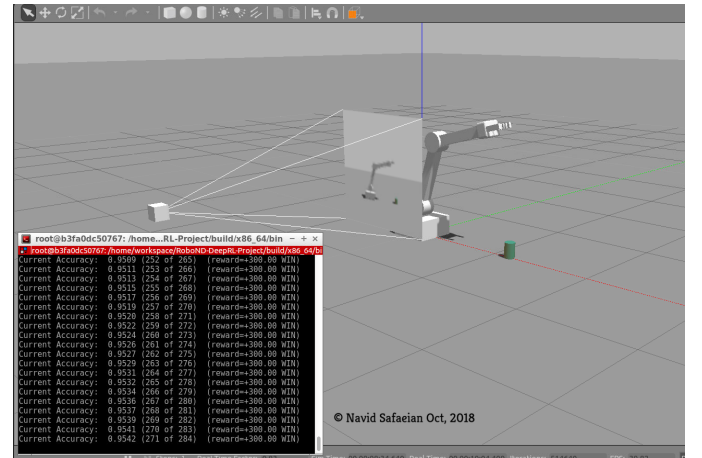 root@b3fa0dc50767: /home...RL-Project/build/x86_64/bin
root@b3fa0dc50767: /home/workspace/RoboND-DeepRL-Project/build/x86_64/bi
Current Accuracy:  0.9509 (252 of 265)  (reward=+300.00 WIN)
Current Accuracy:  0.9511 (253 of 266)  (reward=+300.00 WIN)
Current Accuracy:  0.9513 (254 of 267)  (reward=+300.00 WIN)
Current Accuracy:  0.9515 (255 of 268)  (reward=+300.00 WIN)
Current Accuracy:  0.9517 (256 of 269)  (reward=+300.00 WIN)
Current Accuracy:  0.9519 (257 of 270)  (reward=+300.00 WIN)
Current Accuracy:  0.9520 (258 of 271)  (reward=+300.00 WIN)
Current Accuracy:  0.9522 (259 of 272)  (reward=+300.00 WIN)
Current Accuracy:  0.9524 (260 of 273)  (reward=+300.00 WIN)
Current Accuracy:  0.9526 (261 of 274)  (reward=+300.00 WIN)
Current Accuracy:  0.9527 (262 of 275)  (reward=+300.00 WIN)
Current Accuracy:  0.9529 (263 of 276)  (reward=+300.00 WIN)
Current Accuracy:  0.9531 (264 of 277)  (reward=+300.00 WIN)
Current Accuracy:  0.9532 (265 of 278)  (reward=+300.00 WIN)
Current Accuracy:  0.9534 (266 of 279)  (reward=+300.00 WIN)
Current Accuracy:  0.9536 (267 of 280)  (reward=+300.00 WIN)
Current Accuracy:  0.9537 (268 of 281)  (reward=+300.00 WIN)
Current Accuracy:  0.9539 (269 of 282)  (reward=+300.00 WIN)
Current Accuracy:  0.9541 (270 of 283)  (reward=+300.00 WIN)
Current Accuracy:  0.9542 (271 of 284)  (reward=+300.00 WIN)
© Navid Safaeian Oct, 2018